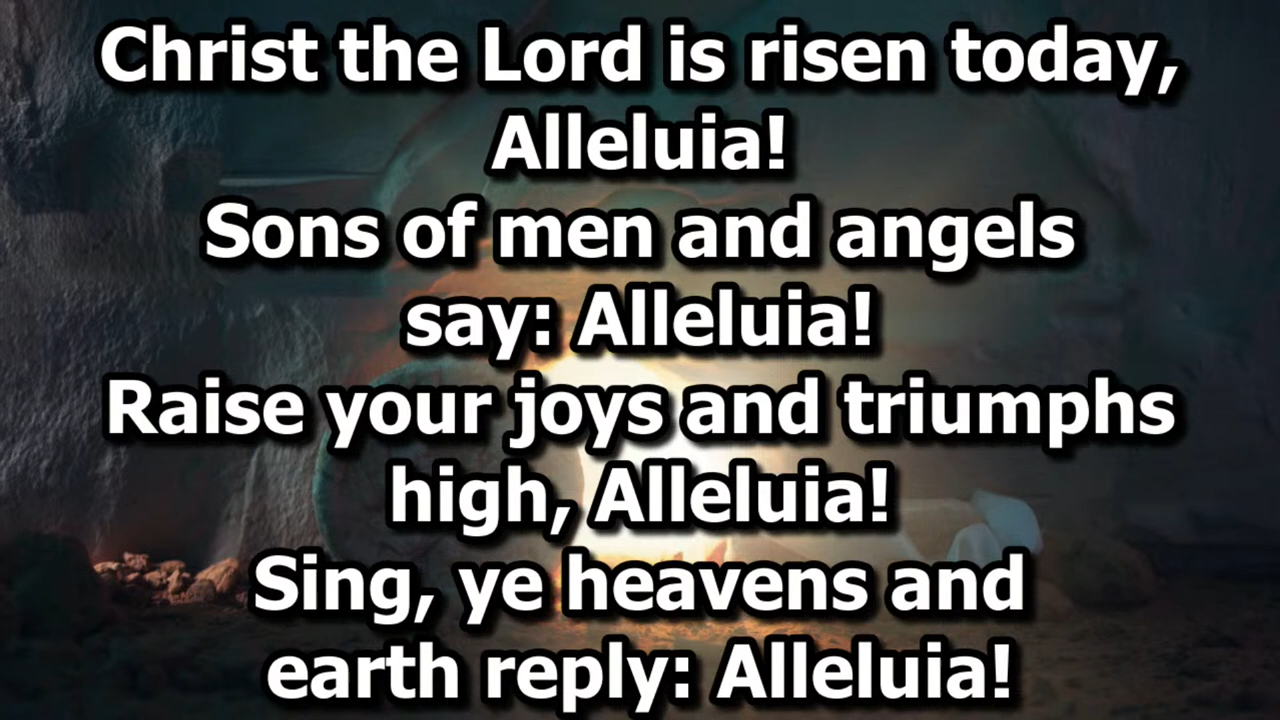 Christ the Lord is risen today,
Alleluia!
Sons of men and angels
say: Alleluia!
Raise your joys and triumphs
high, Alleluia!
Sing, ye heavens and
earth reply: Alleluia!